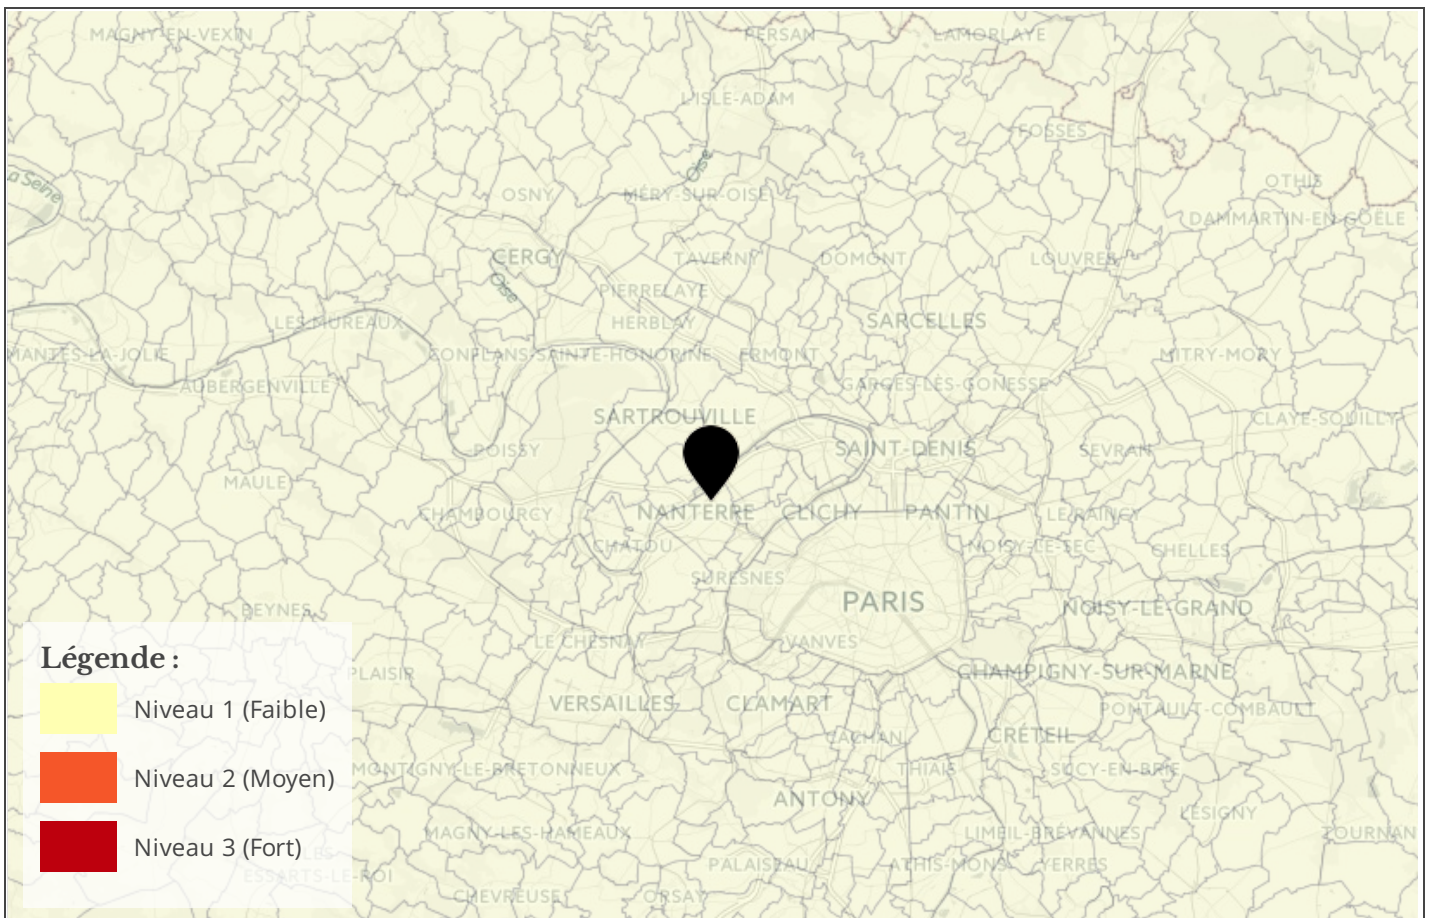 MAGNY-EN-VEXIN
PERSAN
LAMORLAYE
L'ISLE-ADAM
FOSSES
Oise
La Seine
OSNY
MÉRY-SUR-OISE
OTHIS
DAMMARTIN-EN-GOËLE
CERGY
TAVERNY
DOMONT
LOUVRES
Oise
PIERRELAYE
LES MUREAUX
HERBLAY
SARCELLES
MANTES-LA-JOLIE
CONFLANS-SAINTE-HONORINE
ERMONT
MITRY-MORY
AUBERGENVILLE
GARGES-LÈS-GONESSE
SARTROUVILLE
CLAYE-SOUILLY
POISSY
SAINT-DENIS
SEVRAN
MAULE
CHAMBOURCY
NANTERRE
CLICHY
PANTIN
LE RAINCY
CHATOU
NOISY-LE-SEC
CHELLES
SURESNES
PARIS
BEYNES
NOISY-LE-GRAND
LE CHESNAY
VANVES
Légende :
PLAISIR
CHAMPIGNY-SUR-MARNE
Niveau 1 (Faible)
VERSAILLES
CLAMART
PONTAULT-COMBAULT
CACHAN
CRÉTEIL
Niveau 2 (Moyen)
MONTIGNY-LE-BRETONNEUX
THIAIS
SUCY-EN-BRIE
ANTONY
LÉSIGNY
MAGNY-LES-HAMEAUX
LIMEIL-BRÉVANNES
TOURNAN
Niveau 3 (Fort)
PALAISEAU
ATHIS-MONS
YERRES
ESSARTS-LE-ROI
CHEVREUSE
ORSAY